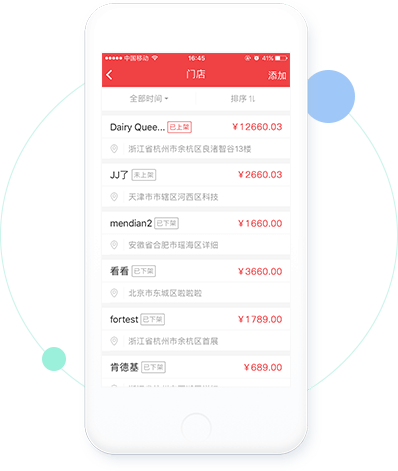 中国移动 16:45 41%
门店 添加
全部时间 排序
Dairy Quee... 已上架 ¥12660.03
浙江省杭州市余杭区良渚智谷13楼
JJ了 未上架 ¥2660.03
天津市市辖区河西区科技
mendian2 已下架 ¥1660.00
安徽省合肥市瑶海区详细
看看 已下架 ¥3660.00
北京市东城区啦啦啦
fortest 已下架 ¥1789.00
浙江省杭州市余杭区首展
肯德基 已下架 ¥689.00